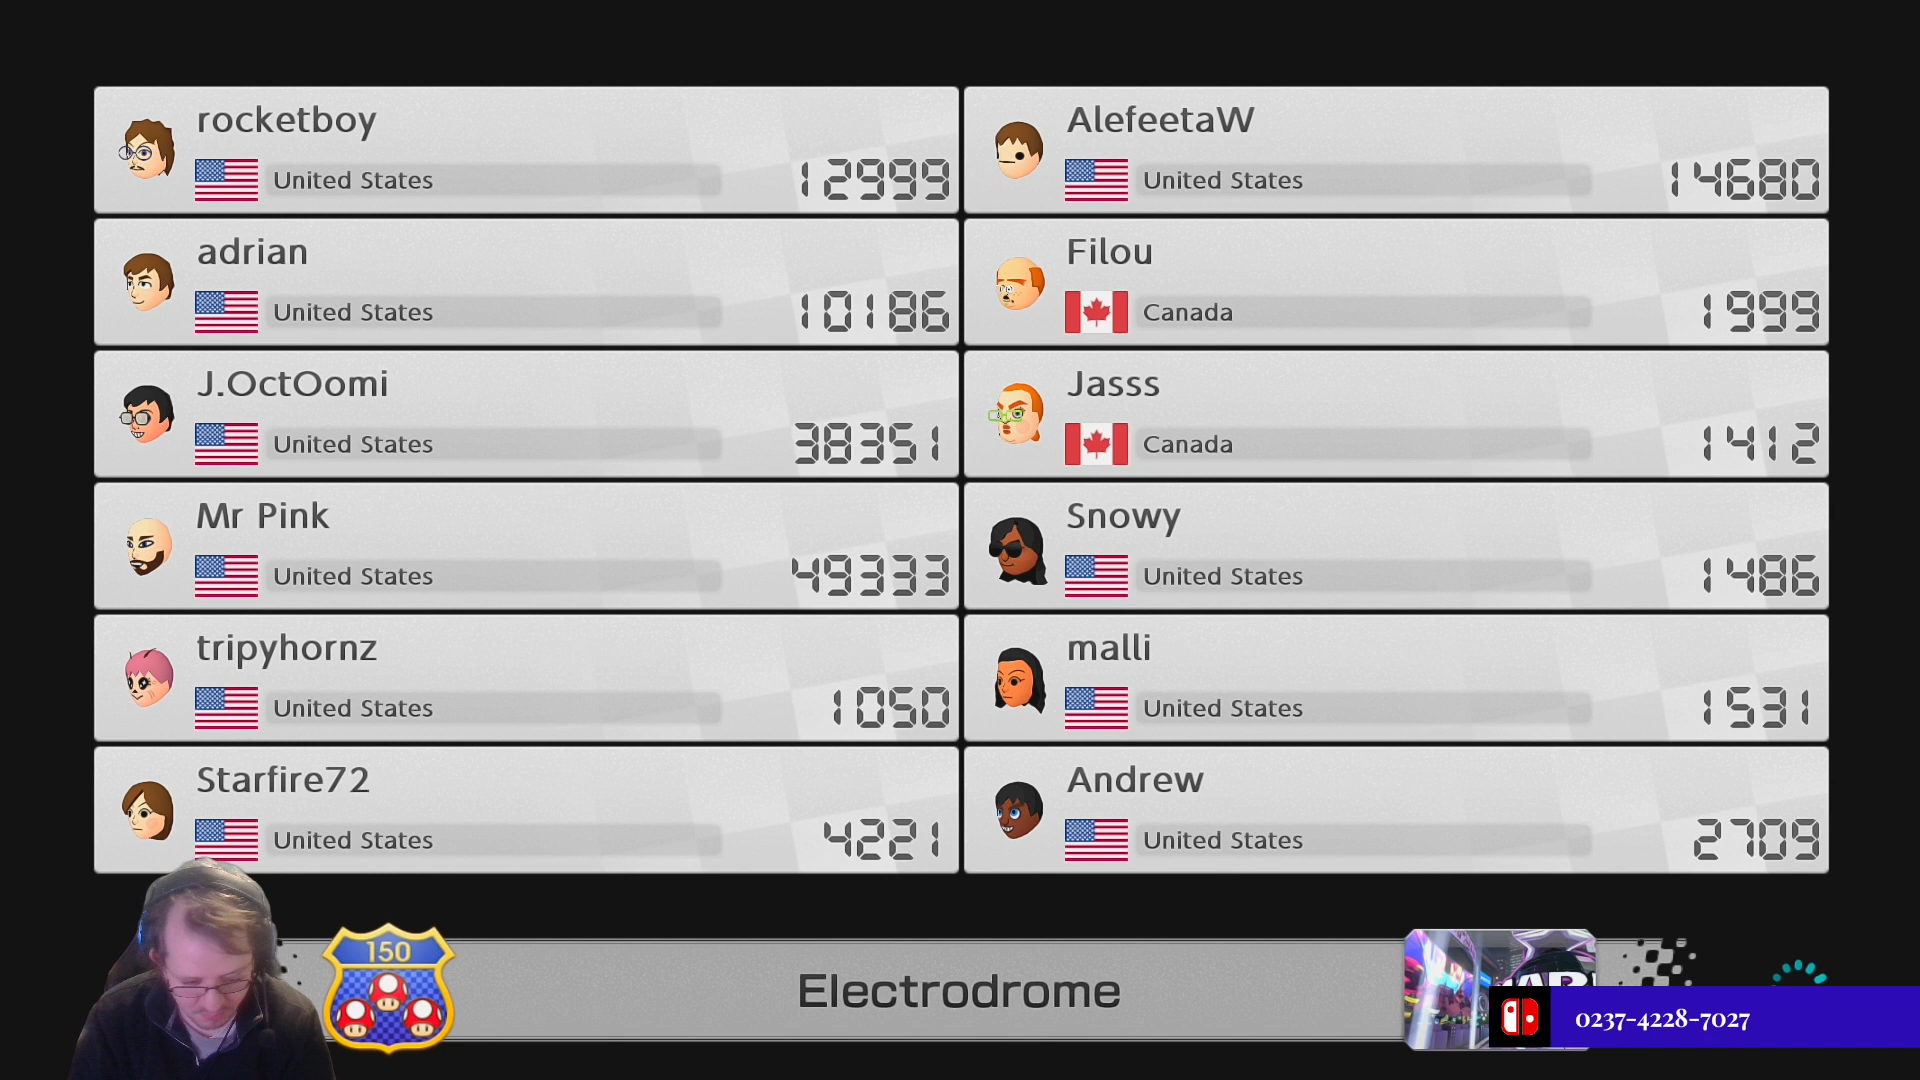 rocketboy
United States
12999
AlefeetaW
United States
14680
adrian
United States
10186
Filou
Canada
1999
J.OctOomi
United States
38351
Jasss
Canada
1412
Mr Pink
United States
49333
Snowy
United States
1486
tripyhornz
United States
1050
malli
United States
1531
Starfire72
United States
4221
Andrew
United States
2709
150
Electrodrome
0237-4228-7027